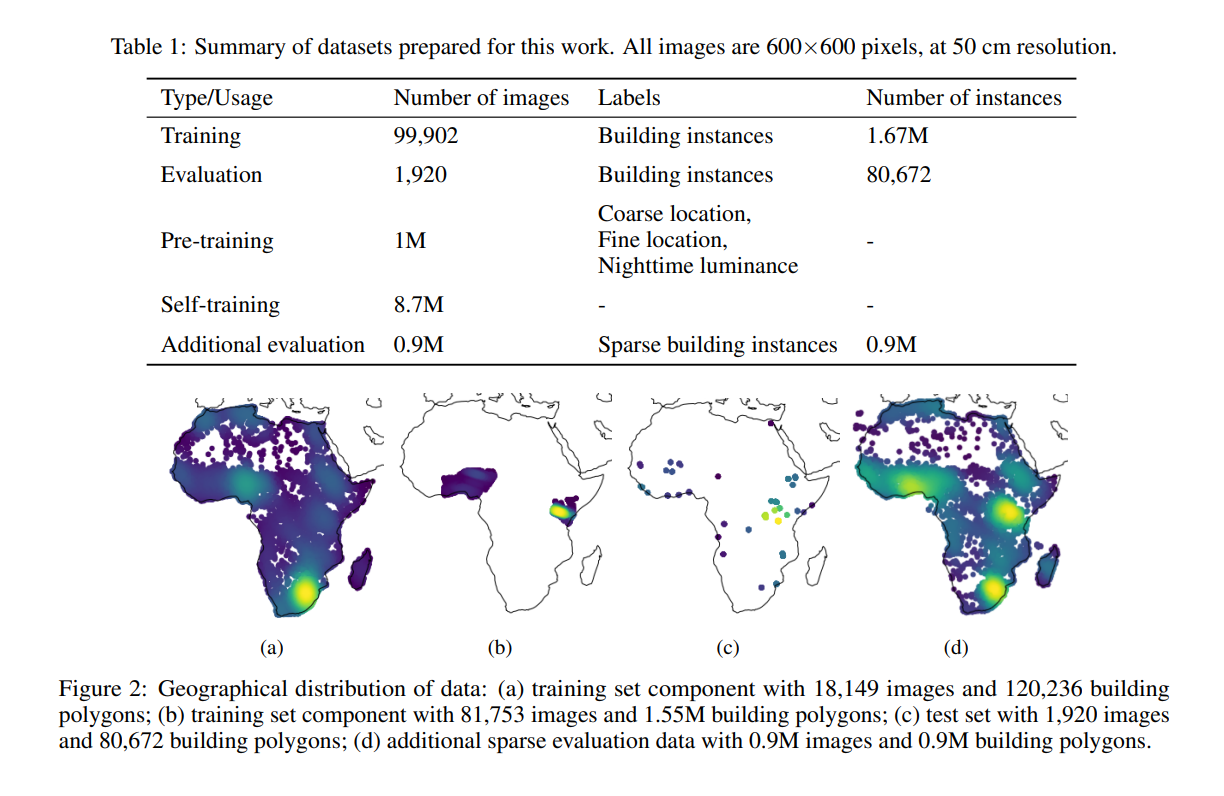 Table 1: Summary of datasets prepared for this work. All images are 600×600 pixels, at 50 cm resolution.
Type/Usage Number of images Labels Number of instances
Training 99,902 Building instances 1.67M
Evaluation 1,920 Building instances 80,672
Pre-training 1M Coarse location,
Fine location,
Nighttime luminance -
Self-training 8.7M - -
Additional evaluation 0.9M Sparse building instances 0.9M
(a) (b) (c) (d)
Figure 2: Geographical distribution of data: (a) training set component with 18,149 images and 120,236 building
polygons; (b) training set component with 81,753 images and 1.55M building polygons; (c) test set with 1,920 images
and 80,672 building polygons; (d) additional sparse evaluation data with 0.9M images and 0.9M building polygons.